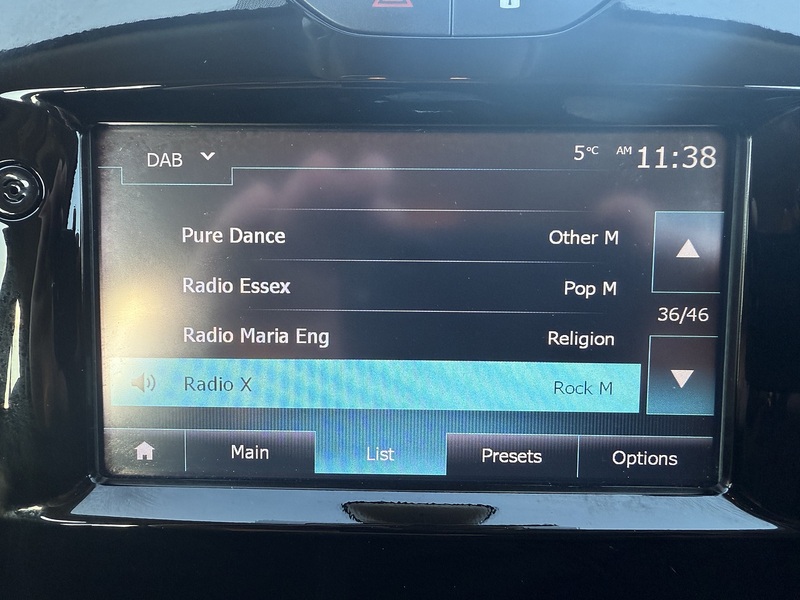 DAB 5°C AM 11:38
Pure Dance Other M
Radio Essex Pop M
36/46
Radio Maria Eng Religion
Radio X Rock M
Main List Presets Options